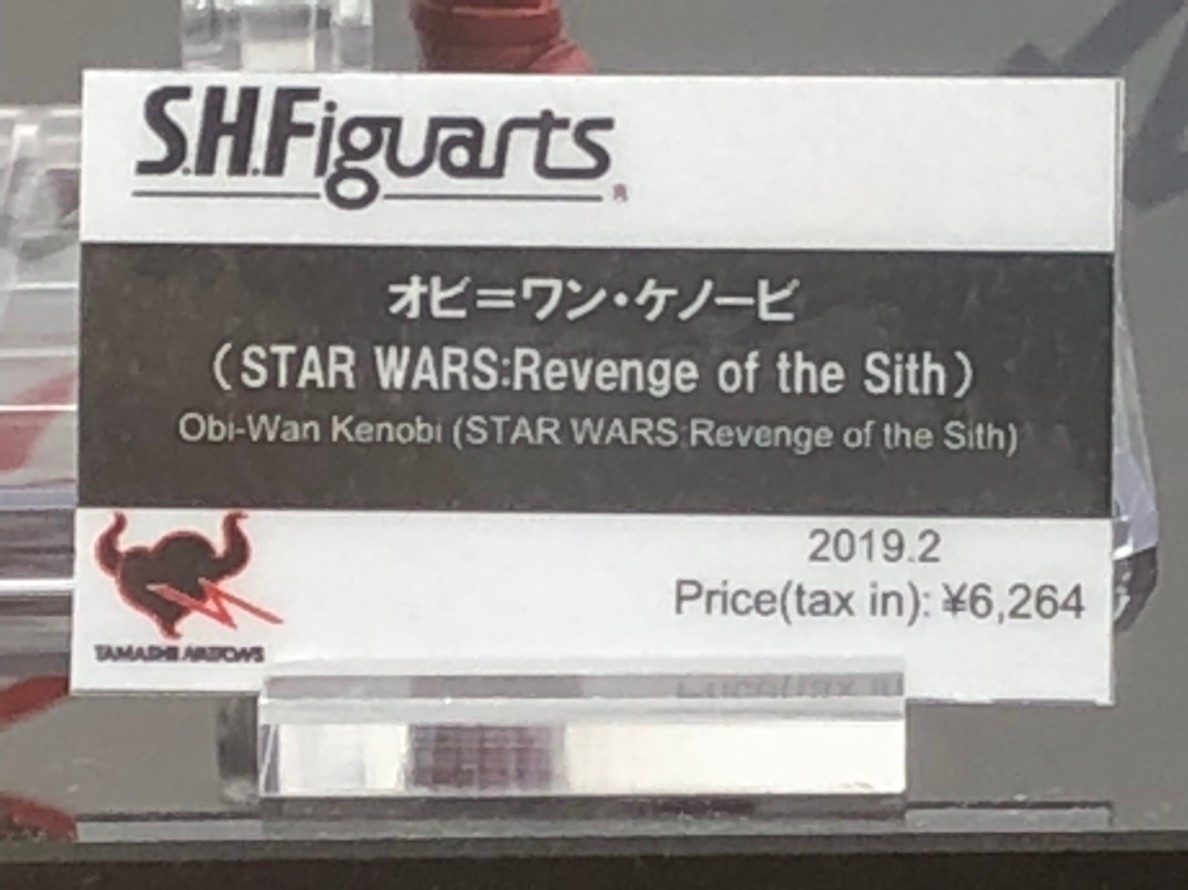 S.H.Figuarts®
オビ＝ワン・ケノービ
（STAR WARS:Revenge of the Sith）
Obi-Wan Kenobi (STAR WARS Revenge of the Sith)
2019.2
Price(tax in): ¥6,264
TAMASHII NATIONS